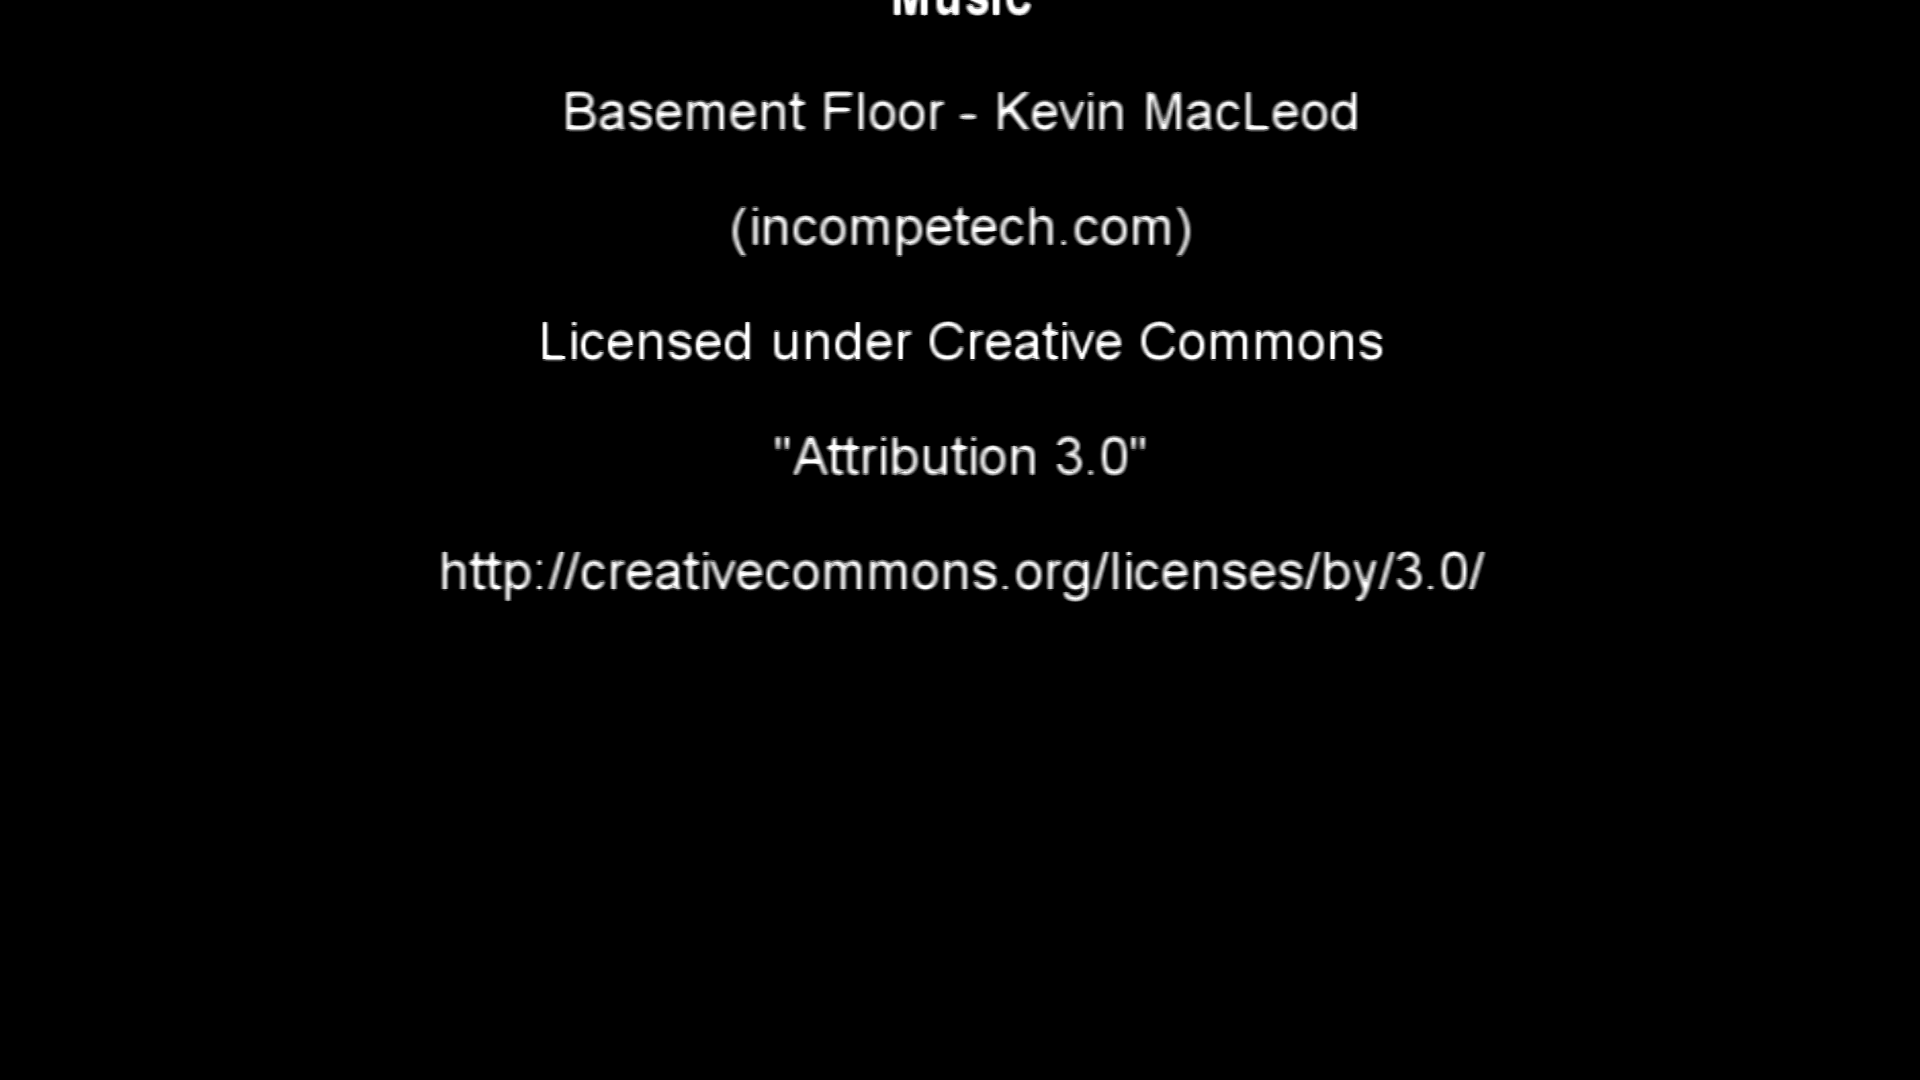 Music
Basement Floor - Kevin MacLeod
(incompetech.com)
Licensed under Creative Commons
"Attribution 3.0"
http://creativecommons.org/licenses/by/3.0/